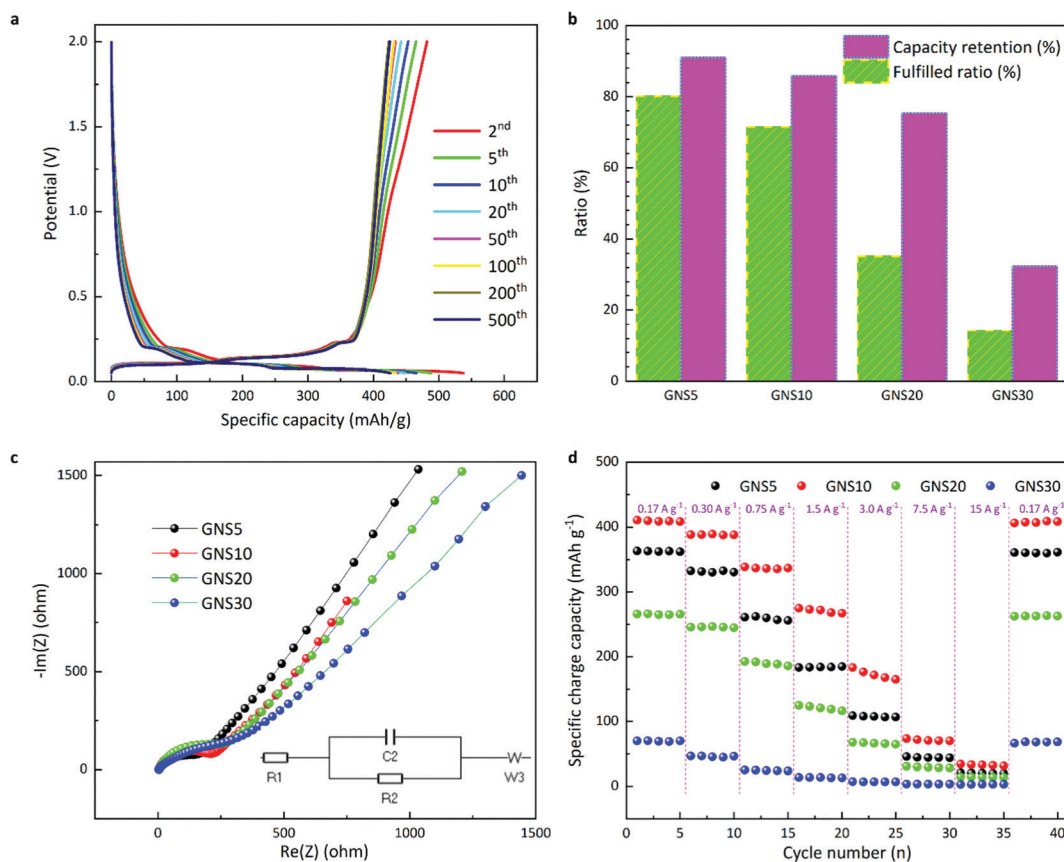 a
2.0
1.5
1.0
0.5
0.0
Potential (V)
2nd
5th
10th
20th
50th
100th
200th
500th
0 100 200 300 400 500 600
Specific capacity (mAh/g)
b
100
80
60
40
20
0
Ratio (%)
Capacity retention (%)
Fulfilled ratio (%)
GNS5 GNS10 GNS20 GNS30
c
1500
1000
500
0
-Im(Z) (ohm)
GNS5
GNS10
GNS20
GNS30
R1
C2
R2
W
W3
0 500 1000 1500
Re(Z) (ohm)
d
500
400
300
200
100
0
Specific charge capacity (mAh g-1)
GNS5 GNS10 GNS20 GNS30
0.17 A g-1 0.30 A g-1 0.75 A g-1 1.5 A g-1 3.0 A g-1 7.5 A g-1 15 A g-1 0.17 A g-1
0 5 10 15 20 25 30 35 40
Cycle number (n)